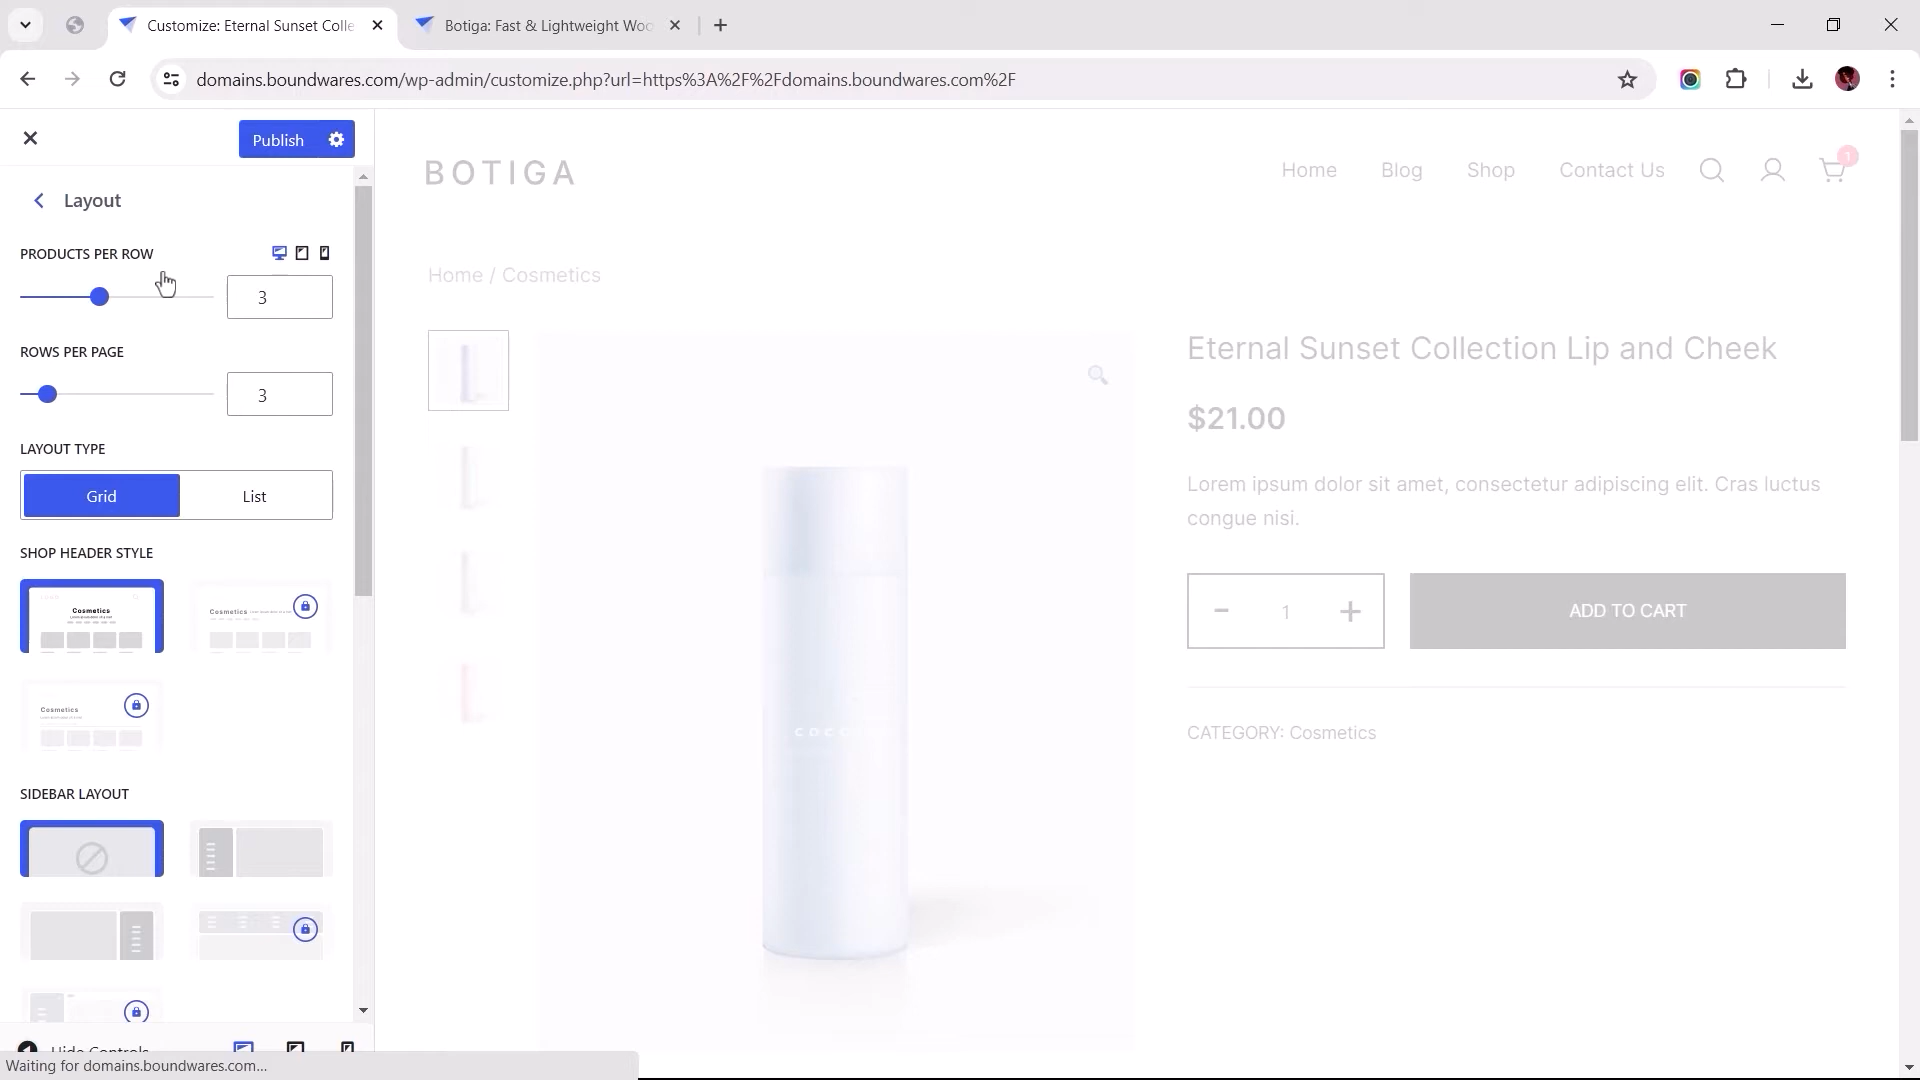 Customize: Eternal Sunset Colle
Botiga: Fast & Lightweight Woo
domains.boundwares.com/wp-admin/customize.php?url=https%3A%2F%2Fdomains.boundwares.com%2F
Publish
Layout
PRODUCTS PER ROW
3
ROWS PER PAGE
3
LAYOUT TYPE
Grid
List
SHOP HEADER STYLE
Cosmetics
Cosmetics
Cosmetics
SIDEBAR LAYOUT
Hide Controls
Waiting for domains.boundwares.com...
BOTIGA
Home
Blog
Shop
Contact Us
1
Home / Cosmetics
Eternal Sunset Collection Lip and Cheek
$21.00
Lorem ipsum dolor sit amet, consectetur adipiscing elit. Cras luctus
congue nisi.
- 1 +
ADD TO CART
CATEGORY: Cosmetics